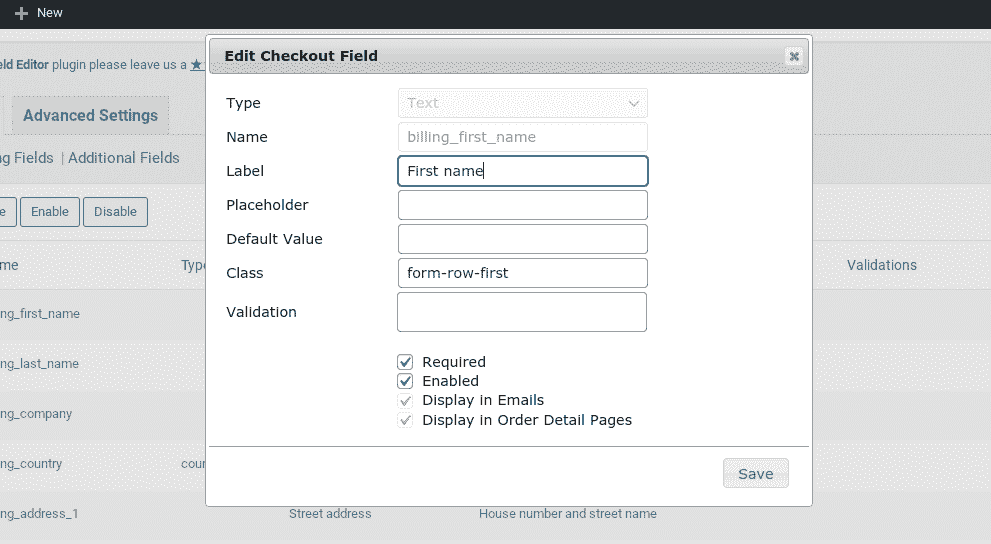 New
Edit Checkout Field
eld Editor plugin please leave us a ★
Advanced Settings
ng Fields | Additional Fields
e Enable Disable
me Type Validations
ng_first_name
ng_last_name
ng_company
ng_country cour
ng_address_1 Street address House number and street name
Type Text
Name billing_first_name
Label First name
Placeholder
Default Value
Class form-row-first
Validation
Required
Enabled
Display in Emails
Display in Order Detail Pages
Save